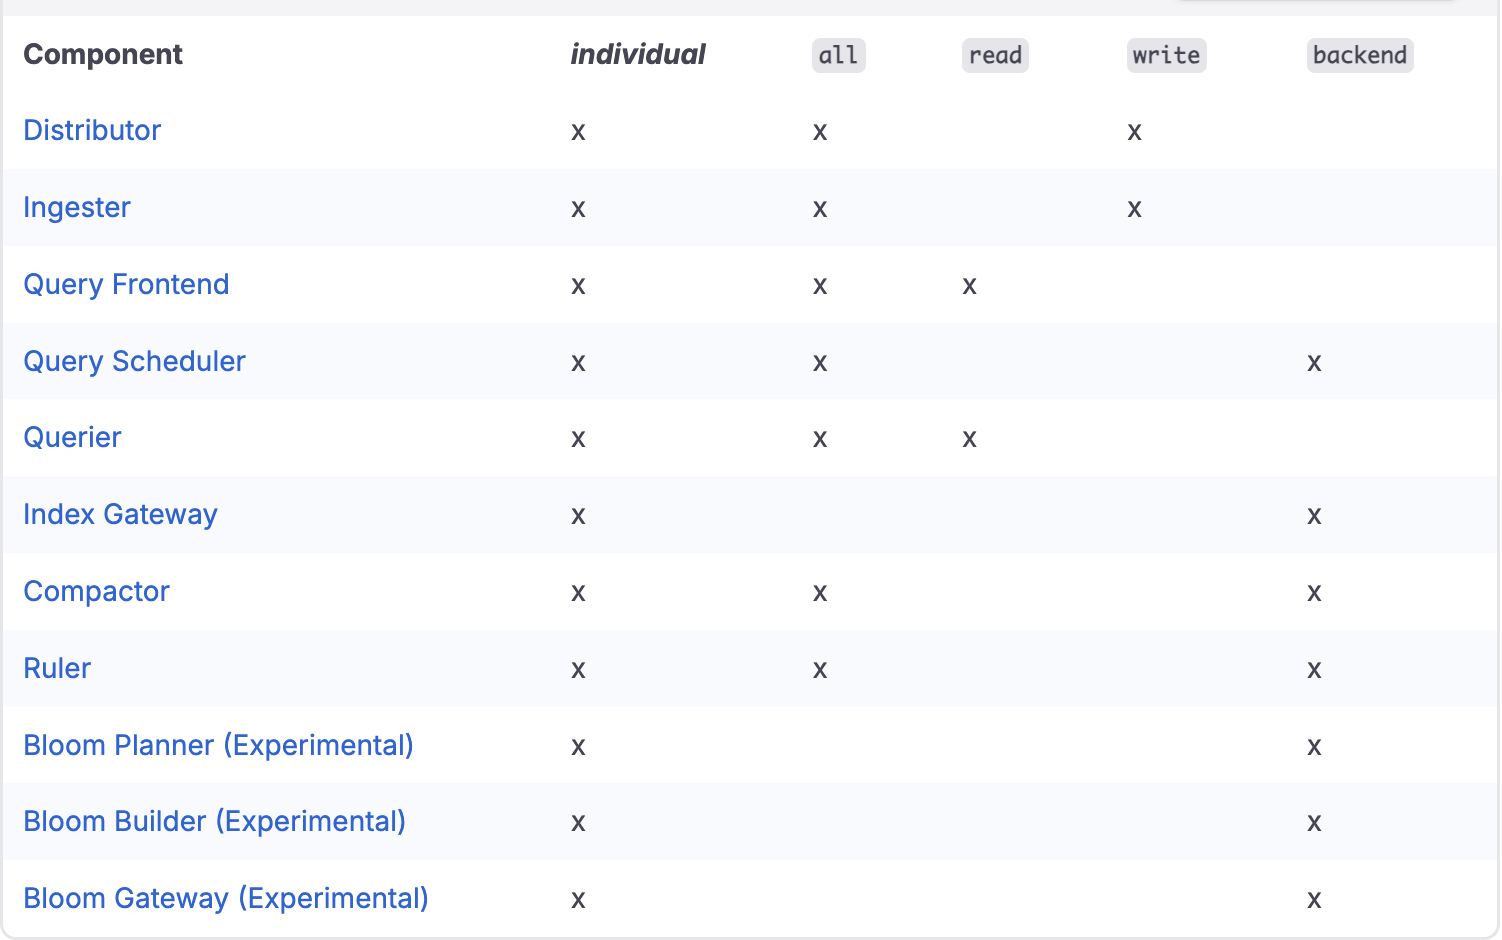 Component individual all read write backend
Distributor x x x
Ingester x x x
Query Frontend x x x
Query Scheduler x x x
Querier x x x
Index Gateway x x
Compactor x x x
Ruler x x x
Bloom Planner (Experimental) x x
Bloom Builder (Experimental) x x
Bloom Gateway (Experimental) x x